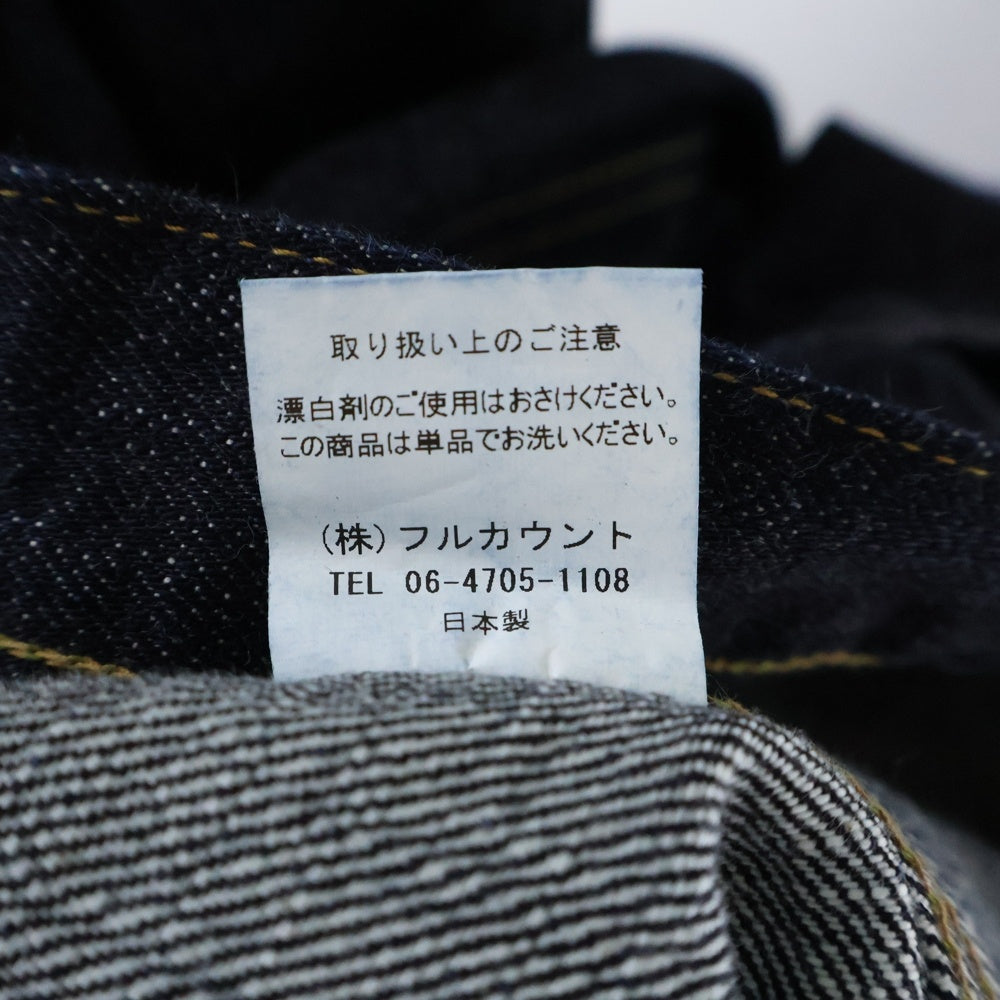 取り扱い上のご注意
漂白剤のご使用はおさけください。
この商品は単品でお洗いください。
(株)フルカウント
TEL 06-4705-1108
日本製